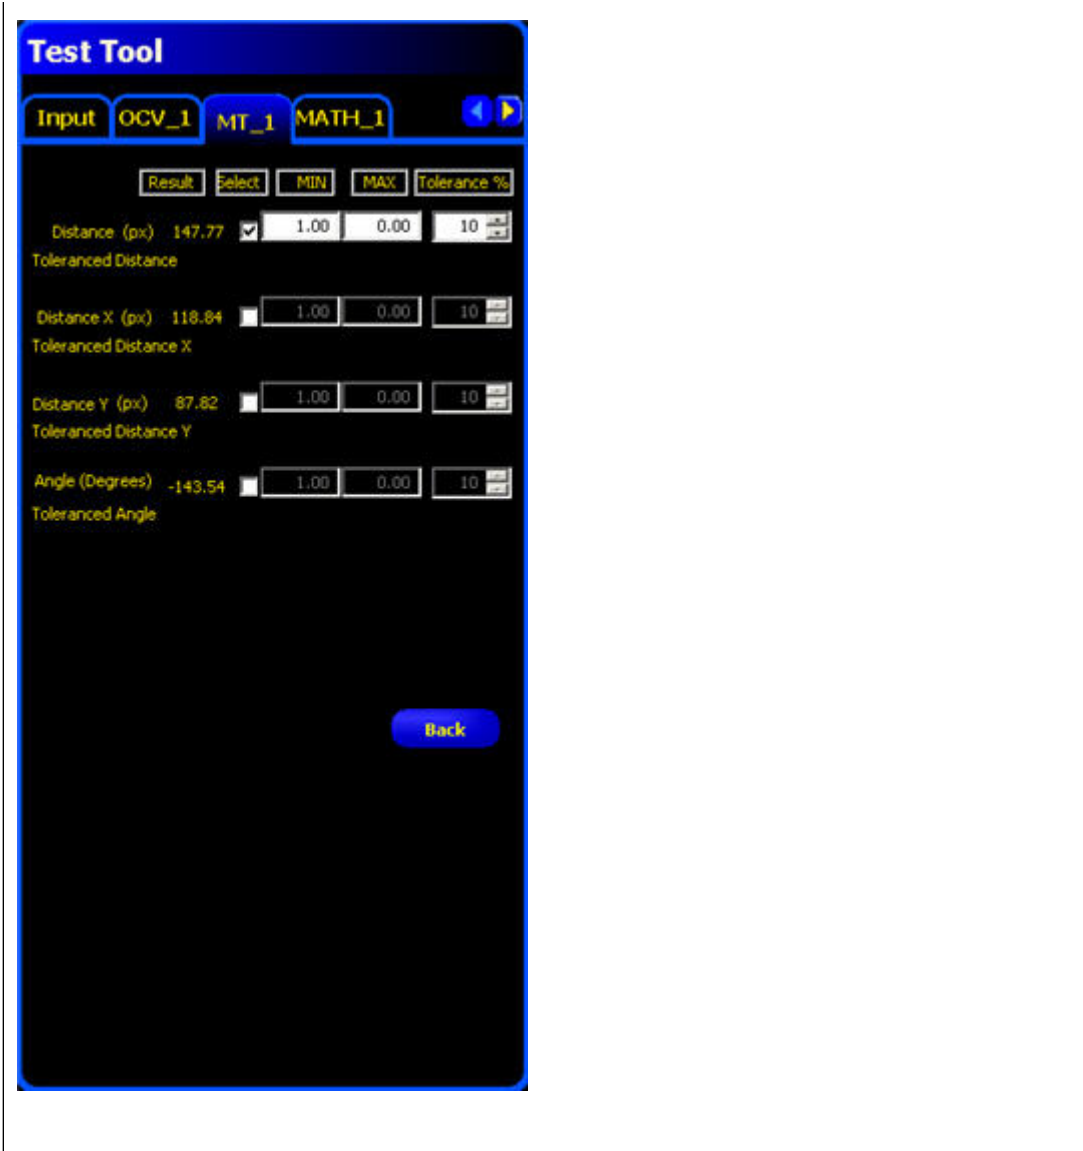 Test Tool
Input OCV_1 MT_1 MATH_1
Result Select MIN MAX Tolerance %
Distance (px) 147.77 1.00 0.00 10
Toleranced Distance
Distance X (px) 118.84 1.00 0.00 10
Toleranced Distance X
Distance Y (px) 87.82 1.00 0.00 10
Toleranced Distance Y
Angle (Degrees) -143.54 1.00 0.00 10
Toleranced Angle
Back